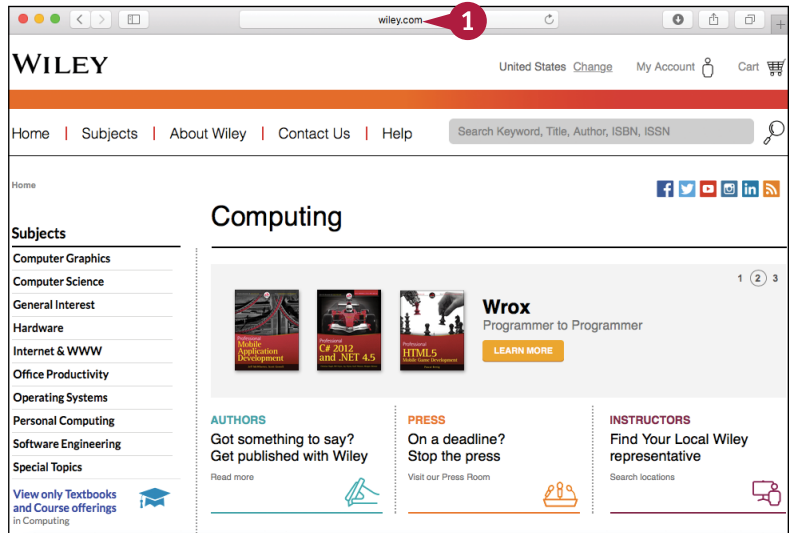 wiley.com
1
WILEY
United States Change My Account Cart
Home | Subjects | About Wiley | Contact Us | Help
Search Keyword, Title, Author, ISBN, ISSN
Home
Computing
Subjects
Computer Graphics
Computer Science
General Interest
Hardware
Internet & WWW
Office Productivity
Operating Systems
Personal Computing
Software Engineering
Special Topics
View only Textbooks
and Course offerings
in Computing
1 2 3
Professional
Mobile
Application
Development
Professional
C# 2012
and .NET 4.5
Professional
HTML5
Mobile Game Development
Wrox
Programmer to Programmer
LEARN MORE
AUTHORS
Got something to say?
Get published with Wiley
Read more
PRESS
On a deadline?
Stop the press
Visit our Press Room
INSTRUCTORS
Find Your Local Wiley
representative
Search locations